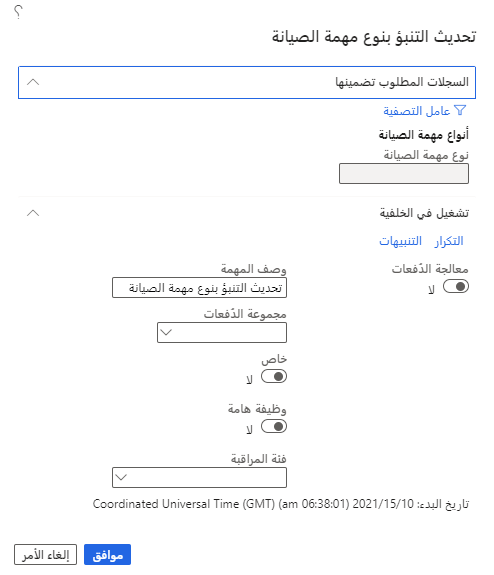 ؟
تحديث التنبؤ بنوع مهمة الصيانة
السجلات المطلوب تضمينها
عامل التصفية
أنواع مهمة الصيانة
نوع مهمة الصيانة
تشغيل في الخلفية
التكرار التنبيهات
معالجة الدُفعات
لا
وصف المهمة
تحديث التنبؤ بنوع مهمة الصيانة
مجموعة الدُفعات
خاص
لا
وظيفة هامة
لا
فئة المراقبة
تاريخ البدء: 2021/15/10 (06:38:01 am) Coordinated Universal Time (GMT)
موافق إلغاء الأمر